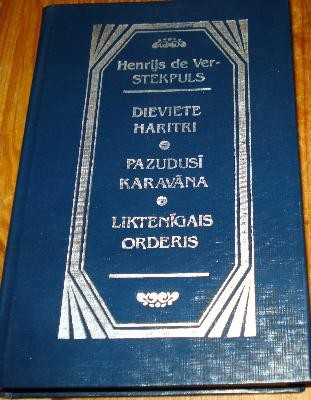 Henrijs de Ver-
STEKPULS
DIEVIETE
HARITRI
PAZUDUSĪ
KARAVĀNA
LIKTENĪGAIS
ORDERIS